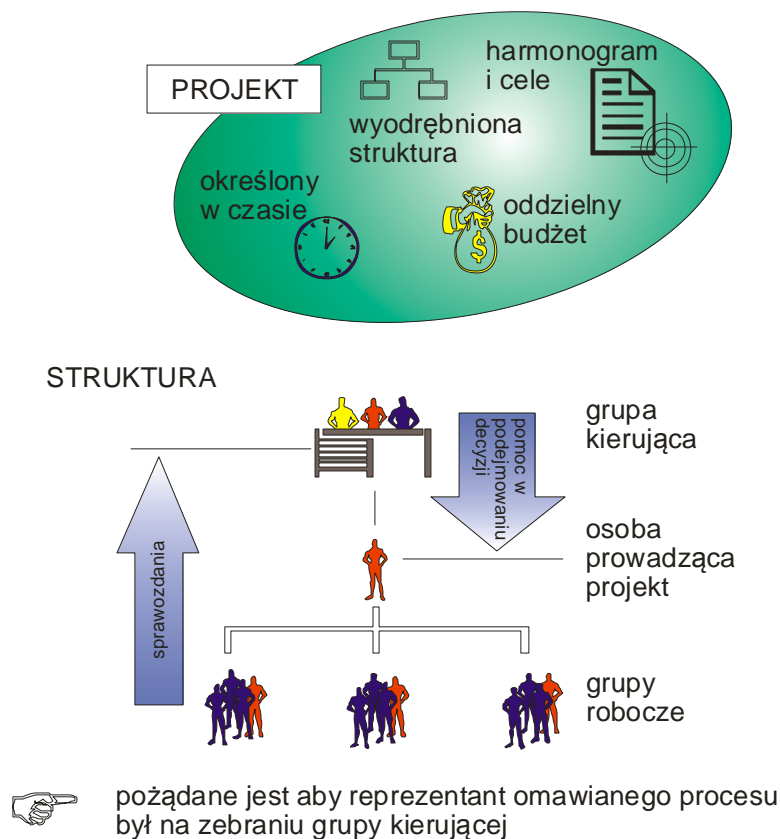 PROJEKT
harmonogram
i cele
wyodrębniona
struktura
określony
w czasie
oddzielny
budżet
$
STRUKTURA
grupa
kierująca
pomoc w
podejmowaniu
decyzji
osoba
prowadząca
projekt
sprawozdania
grupy
robocze
pożądane jest aby reprezentant omawianego procesu
był na zebraniu grupy kierującej